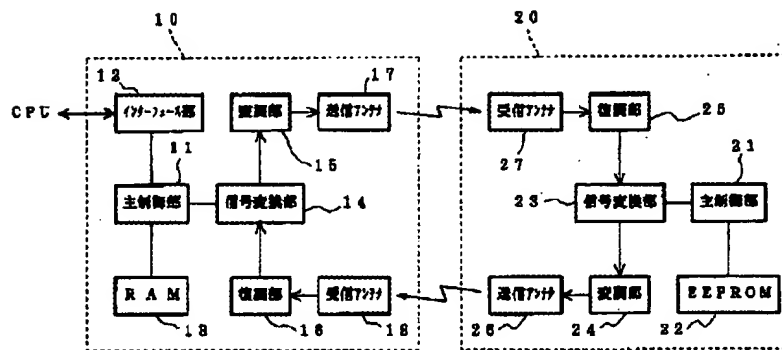 10
20
12
17
CPU
インターフェース部
変調部
送信アンテナ
受信アンテナ
復調部
15
27
25
11
21
主制御部
信号変換部
14
23
信号変換部
主制御部
RAM
復調部
受信アンテナ
送信アンテナ
変調部
EEPROM
13
16
18
26
24
22